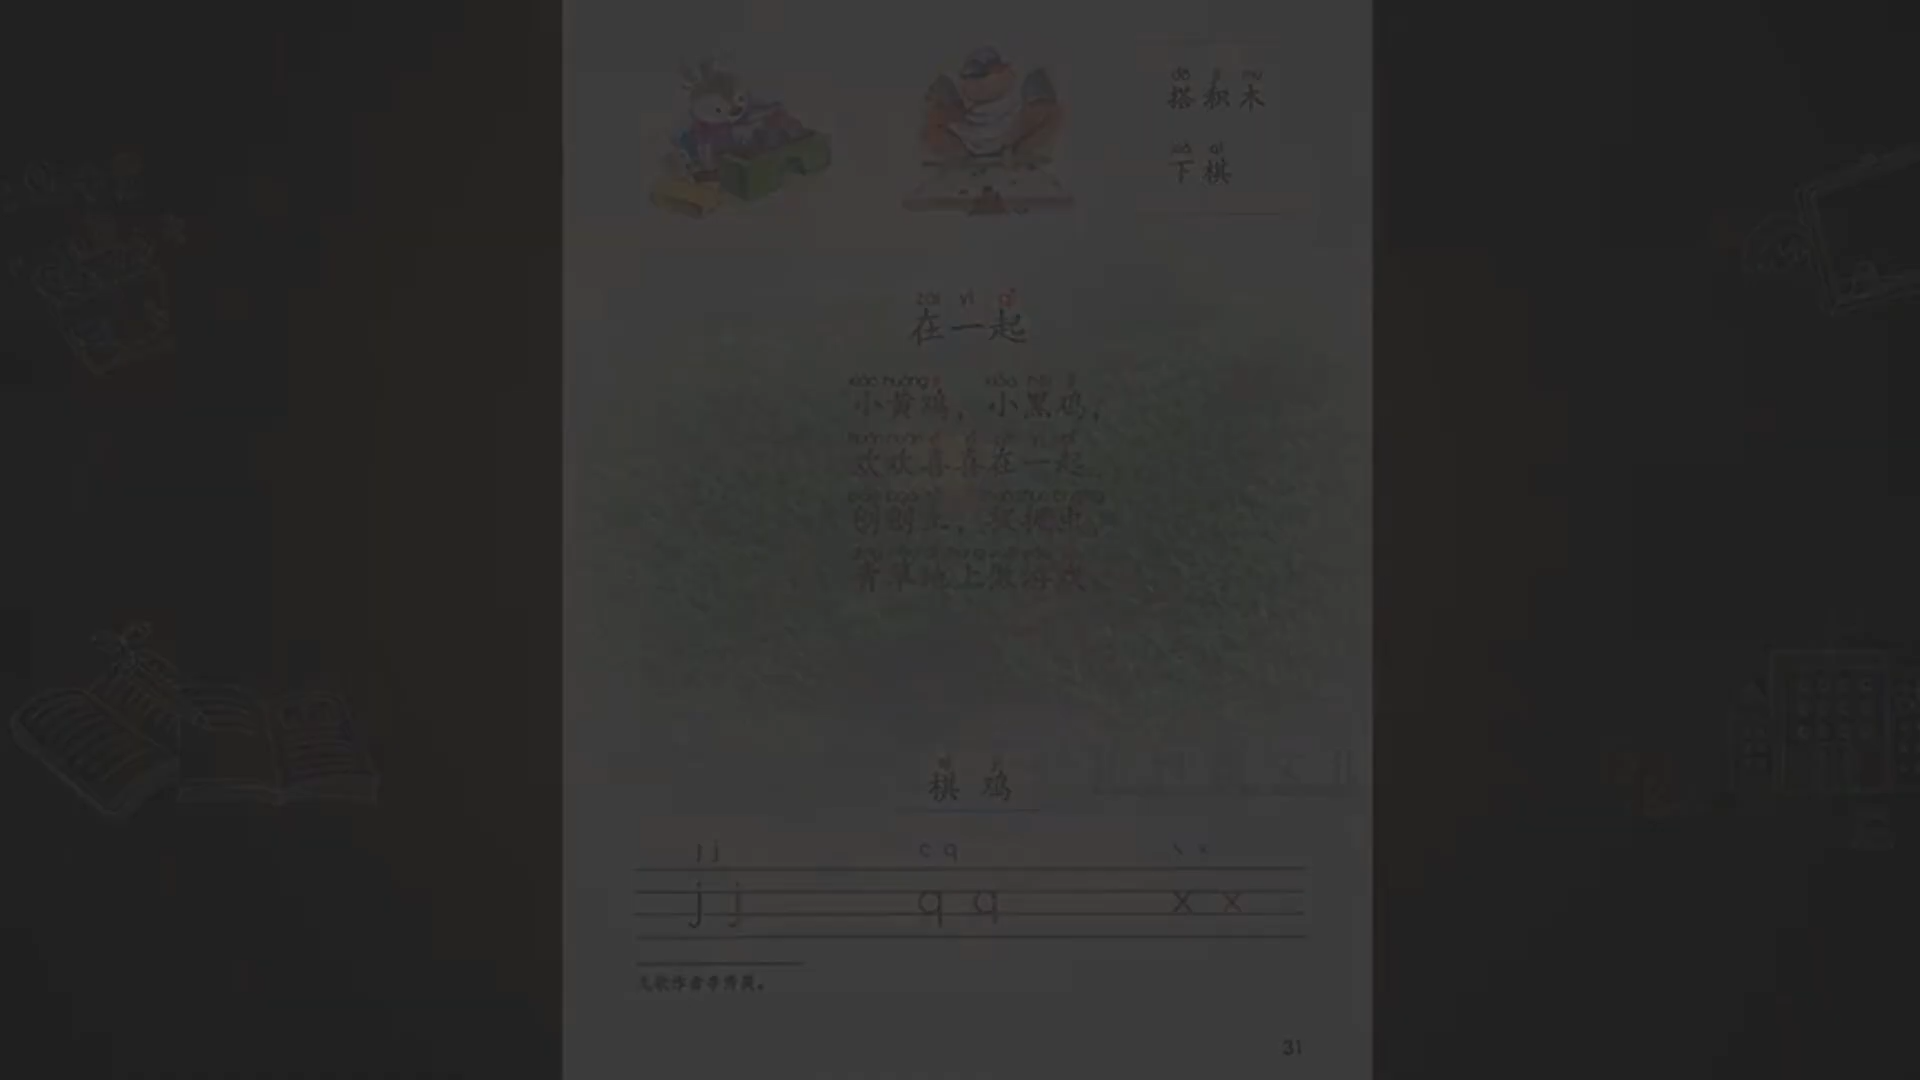 dā jī mù
搭积木
xià qí
下棋
zài yì qǐ
在一起
小黄鸡，小黑鸡，
欢欢喜喜在一起。
刨刨土，捉捉虫，
青草地上做游戏。
棋 鸡
j j c q
j j q q x x
31